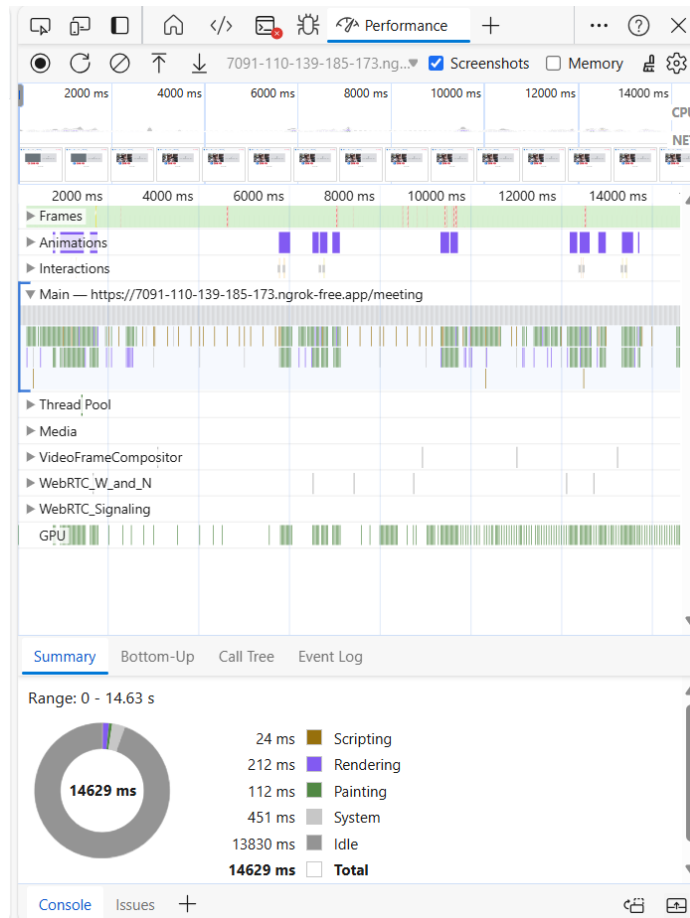 Performance
7091-110-139-185-173.ng... Screenshots Memory
2000 ms 4000 ms 6000 ms 8000 ms 10000 ms 12000 ms 14000 ms
CPU
NE
2000 ms 4000 ms 6000 ms 8000 ms 10000 ms 12000 ms 14000 ms
Frames
Animations
Interactions
Main — https://7091-110-139-185-173.ngrok-free.app/meeting
Thread Pool
Media
VideoFrameCompositor
WebRTC_W_and_N
WebRTC_Signaling
GPU
Summary Bottom-Up Call Tree Event Log
Range: 0 - 14.63 s
14629 ms
24 ms Scripting
212 ms Rendering
112 ms Painting
451 ms System
13830 ms Idle
14629 ms Total
Console Issues